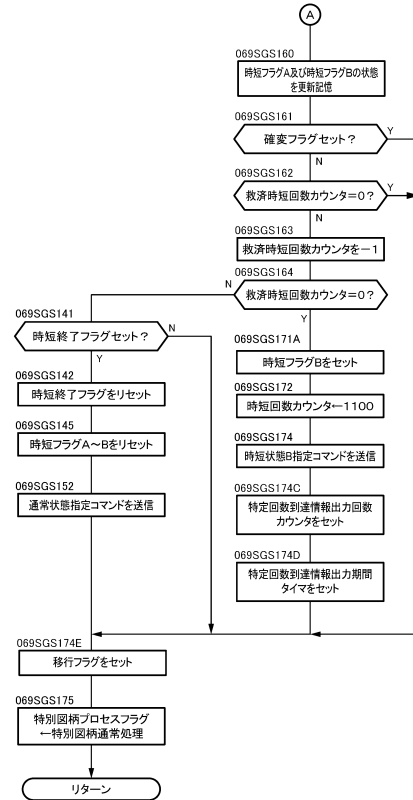 A
069SGS160
時短フラグA及び時短フラグBの状態
を更新記憶
069SGS161
確変フラグセット？
Y
N
069SGS162
救済時短回数カウンタ=0？
Y
N
069SGS163
救済時短回数カウンタを－1
069SGS164
救済時短回数カウンタ=0？
N
Y
069SGS141
時短終了フラグセット？
N
Y
069SGS142
時短終了フラグをリセット
069SGS145
時短フラグA～Bをリセット
069SGS152
通常状態指定コマンドを送信
069SGS171A
時短フラグBをセット
069SGS172
時短回数カウンタ←1100
069SGS174
時短状態B指定コマンドを送信
069SGS174C
特定回数到達情報出力回数
カウンタをセット
069SGS174D
特定回数到達情報出力期間
タイマをセット
069SGS174E
移行フラグをセット
069SGS175
特別図柄プロセスフラグ
←特別図柄通常処理
リターン